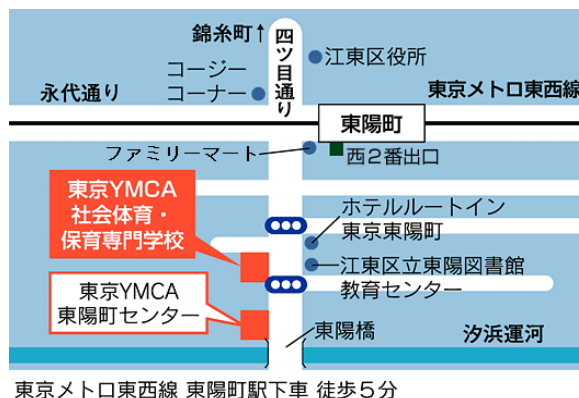 錦糸町↑
四ツ目通り
江東区役所
コージー
コーナー
永代通り
東京メトロ東西線
東陽町
ファミリーマート
西2番出口
東京YMCA
社会体育・
保育専門学校
ホテルルートイン
東京東陽町
江東区立東陽図書館
教育センター
東京YMCA
東陽町センター
東陽橋
汐浜運河
東京メトロ東西線 東陽町駅下車 徒歩5分